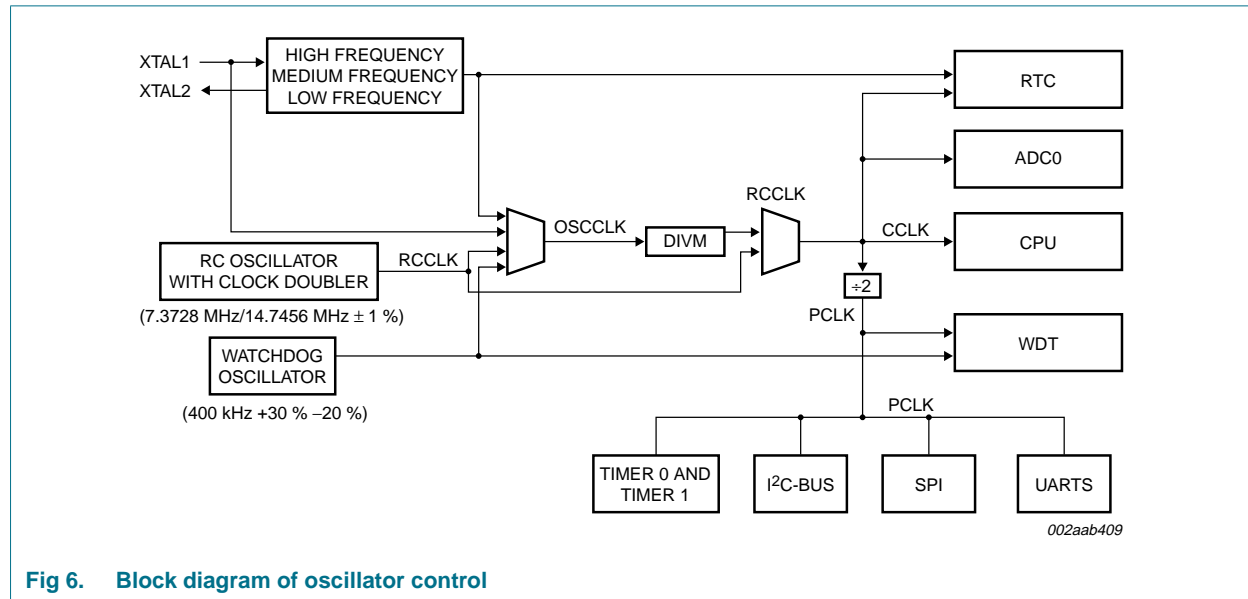 XTAL1
XTAL2
HIGH FREQUENCY
MEDIUM FREQUENCY
LOW FREQUENCY
RTC
ADC0
RCCLK
OSCCLK
DIVM
CCLK
CPU
RC OSCILLATOR
WITH CLOCK DOUBLER
RCCLK
(7.3728 MHz/14.7456 MHz ± 1 %)
÷2
PCLK
WDT
WATCHDOG
OSCILLATOR
(400 kHz +30 % −20 %)
PCLK
TIMER 0 AND
TIMER 1
I²C-BUS
SPI
UARTS
002aab409
Fig 6. Block diagram of oscillator control